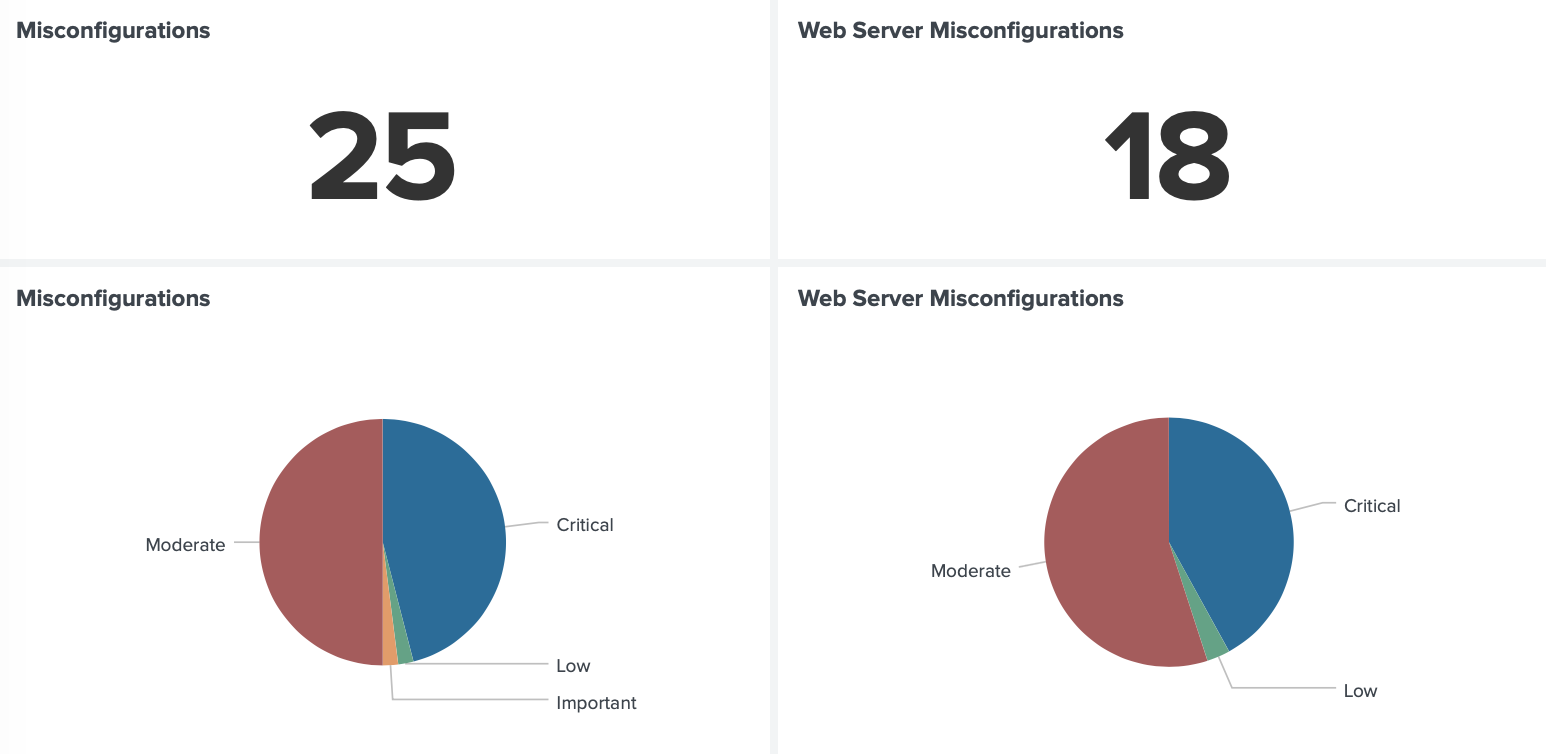 Misconfigurations
Web Server Misconfigurations
25
18
Misconfigurations
Web Server Misconfigurations
Critical
Moderate
Low
Important
Critical
Moderate
Low